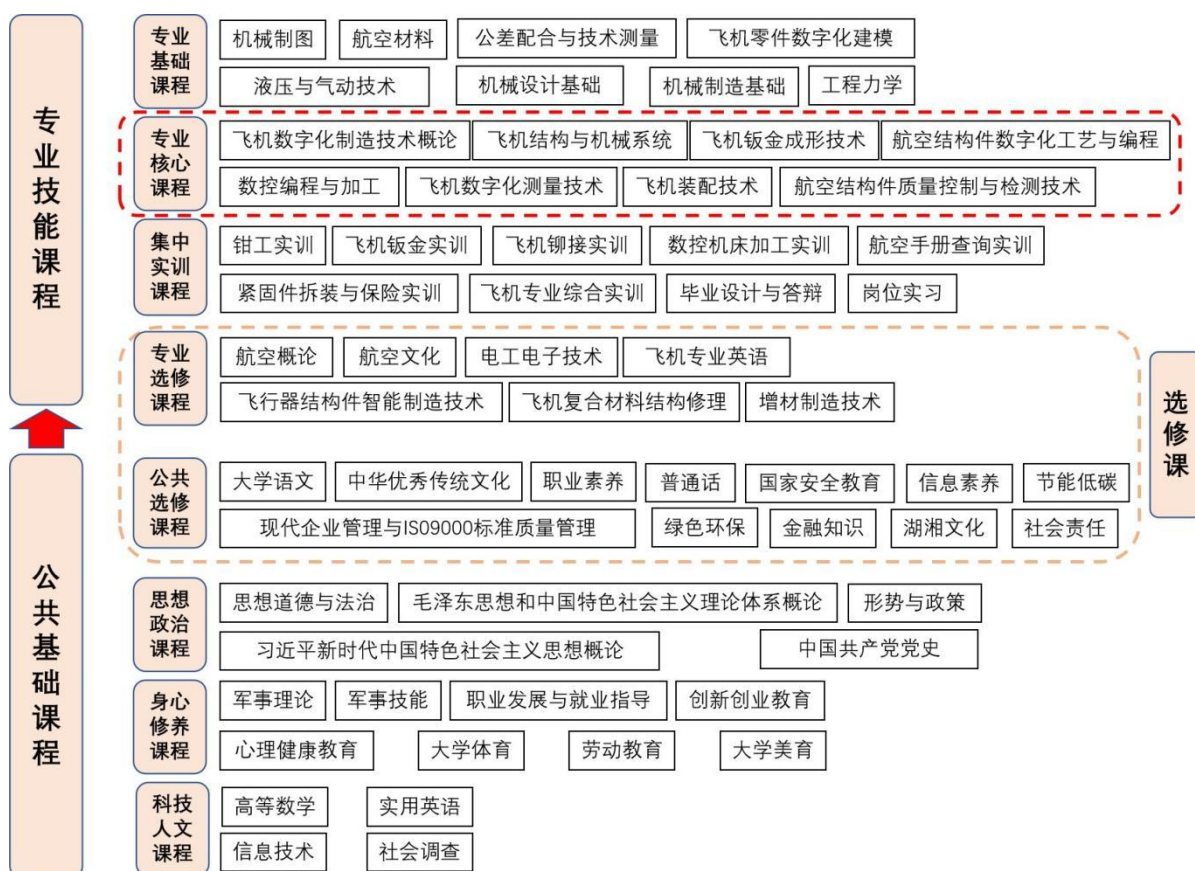 专业技能课程
专业基础课程
机械制图 航空材料 公差配合与技术测量 飞机零件数字化建模
液压与气动技术 机械设计基础 机械制造基础 工程力学
专业核心课程
飞机数字化制造技术概论 飞机结构与机械系统 飞机钣金成形技术 航空结构件数字化工艺与编程
数控编程与加工 飞机数字化测量技术 飞机装配技术 航空结构件质量控制与检测技术
集中实训课程
钳工实训 飞机钣金实训 飞机铆接实训 数控机床加工实训 航空手册查询实训
紧固件拆装与保险实训 飞机专业综合实训 毕业设计与答辩 岗位实习
专业选修课程
航空概论 航空文化 电工电子技术 飞机专业英语
飞行器结构件智能制造技术 飞机复合材料结构修理 增材制造技术
选修课
公共基础课程
公共选修课程
大学语文 中华优秀传统文化 职业素养 普通话 国家安全教育 信息素养 节能低碳
现代企业管理与ISO9000标准质量管理 绿色环保 金融知识 湖湘文化 社会责任
思想政治课程
思想道德与法治 毛泽东思想和中国特色社会主义理论体系概论 形势与政策
习近平新时代中国特色社会主义思想概论 中国共产党党史
身心修养课程
军事理论 军事技能 职业发展与就业指导 创新创业教育
心理健康教育 大学体育 劳动教育 大学美育
科技人文课程
高等数学 实用英语
信息技术 社会调查